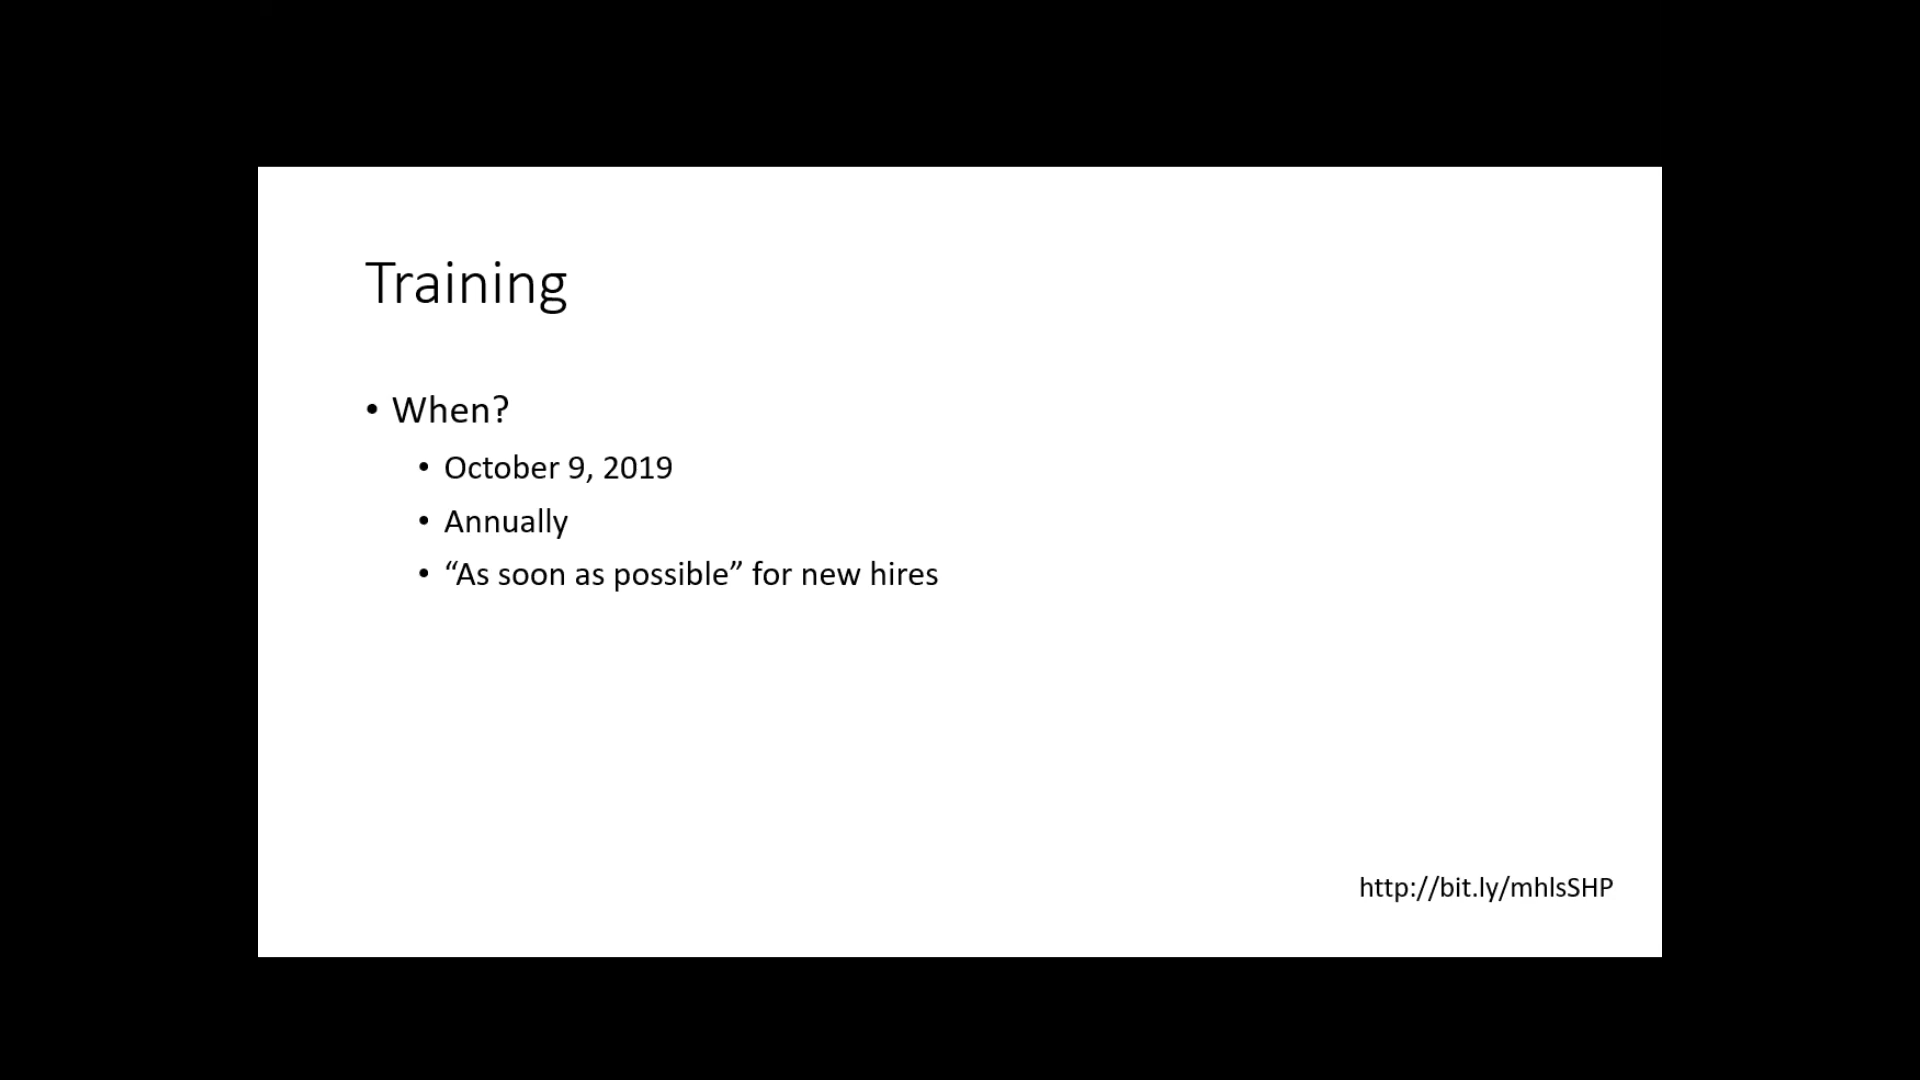 Training
• When?
• October 9, 2019
• Annually
• “As soon as possible” for new hires
http://bit.ly/mhlsSHP